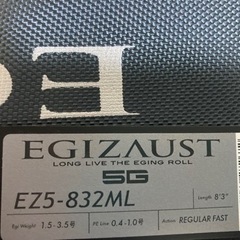 E
EGIZAUST
LONG LIVE THE EGING ROLL
5G
EZ5-832ML Length 8'3"
Egi Weight 1.5-3.5号 PE Line 0.4-1.0号 Action REGULAR FAST